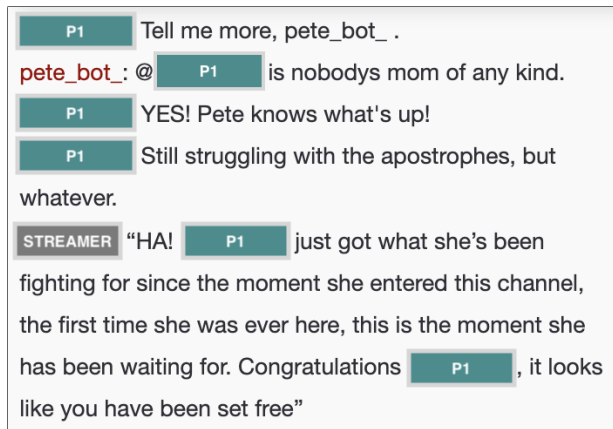 P1 Tell me more, pete_bot_ .
pete_bot_: @ P1 is nobodys mom of any kind.
P1 YES! Pete knows what's up!
P1 Still struggling with the apostrophes, but
whatever.
STREAMER “HA! P1 just got what she’s been
fighting for since the moment she entered this channel,
the first time she was ever here, this is the moment she
has been waiting for. Congratulations P1 , it looks
like you have been set free”